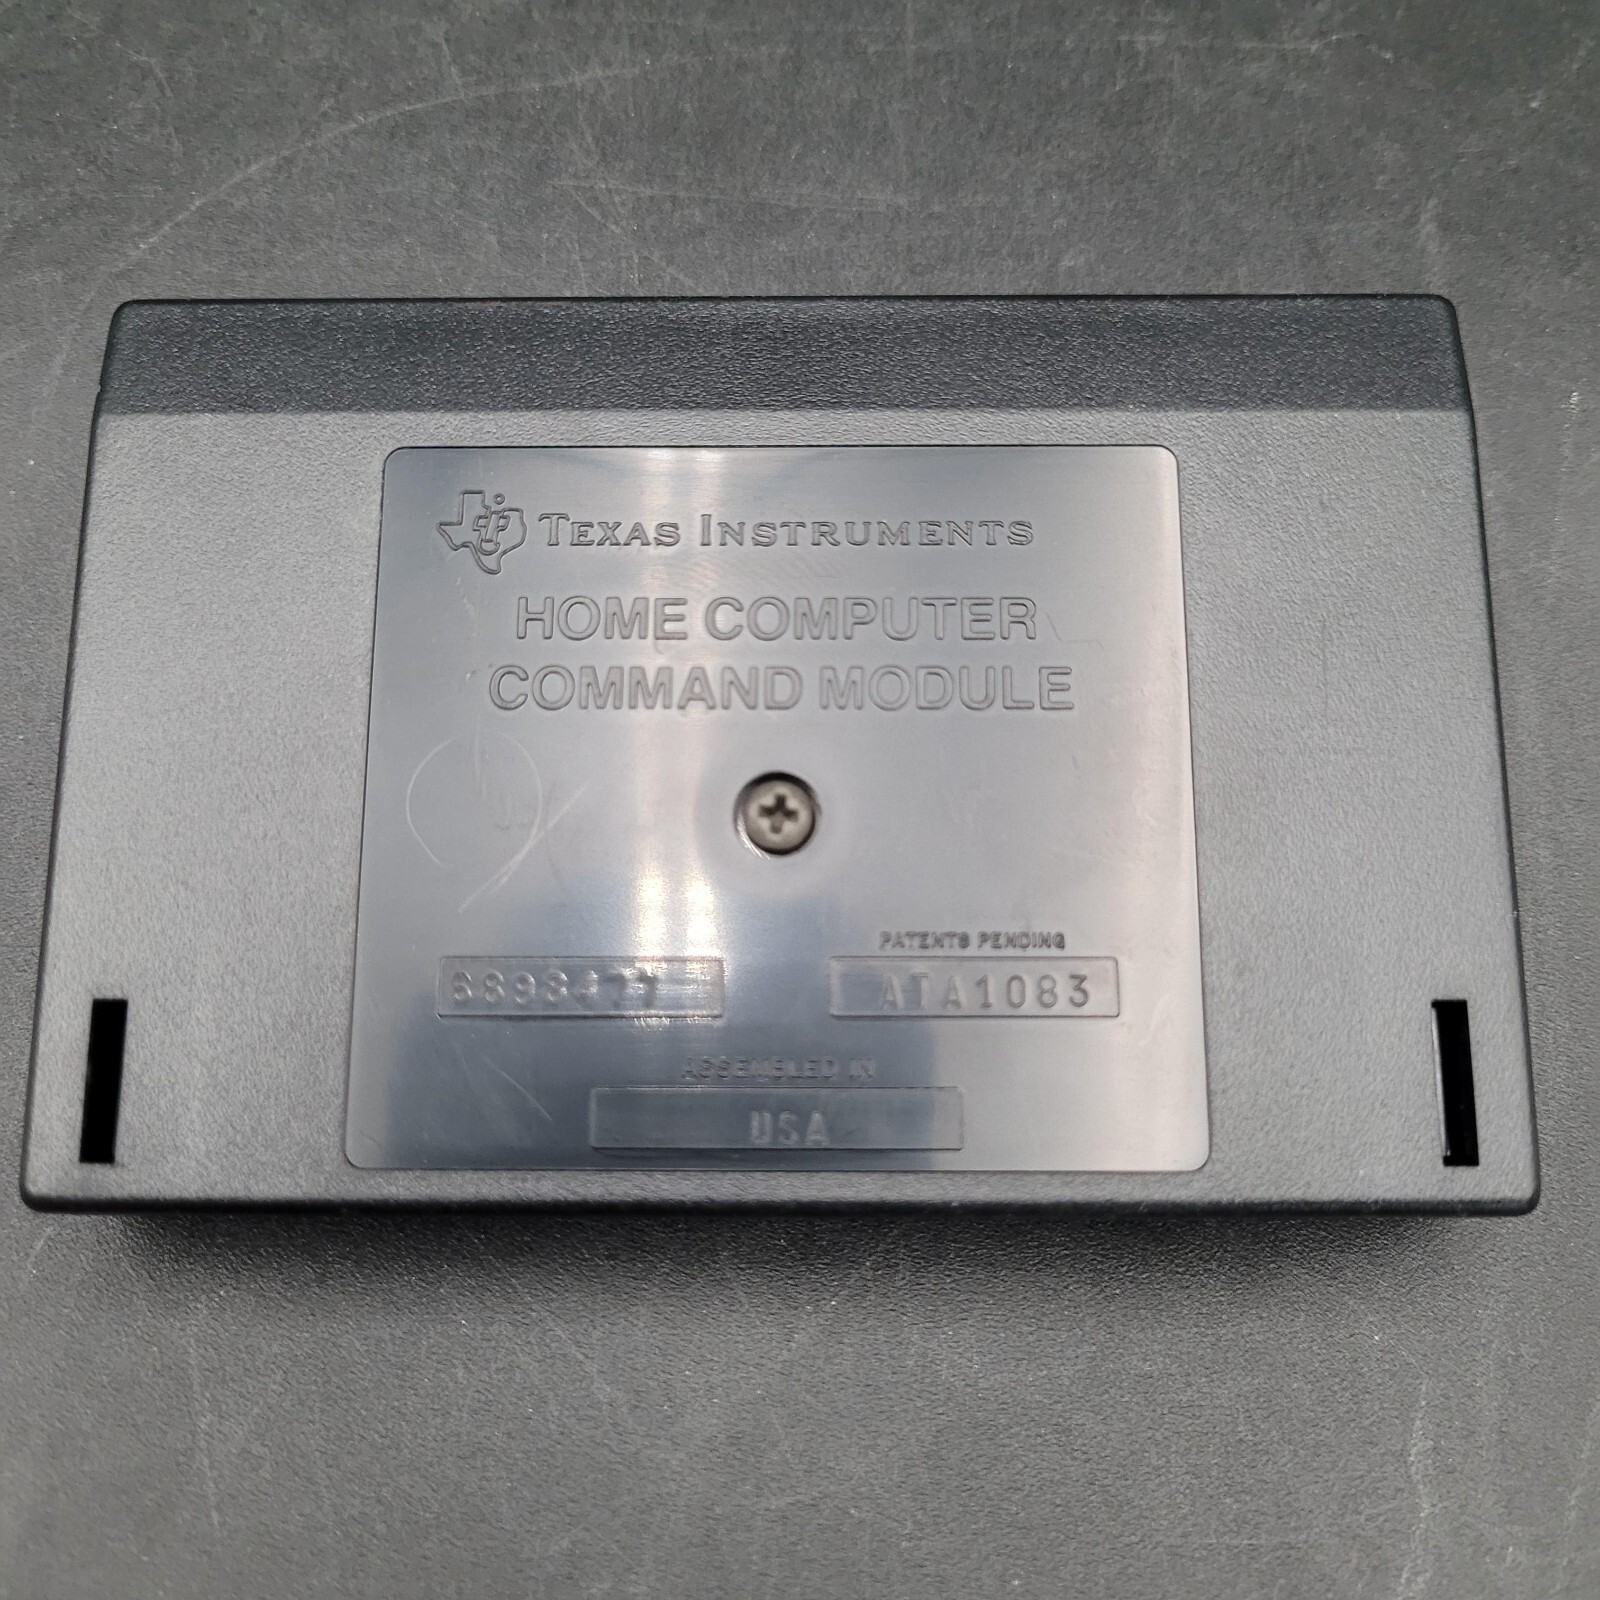 TEXAS INSTRUMENTS
HOME COMPUTER
COMMAND MODULE
PATENTS PENDING
ATA1083
ASSEMBLED IN
USA